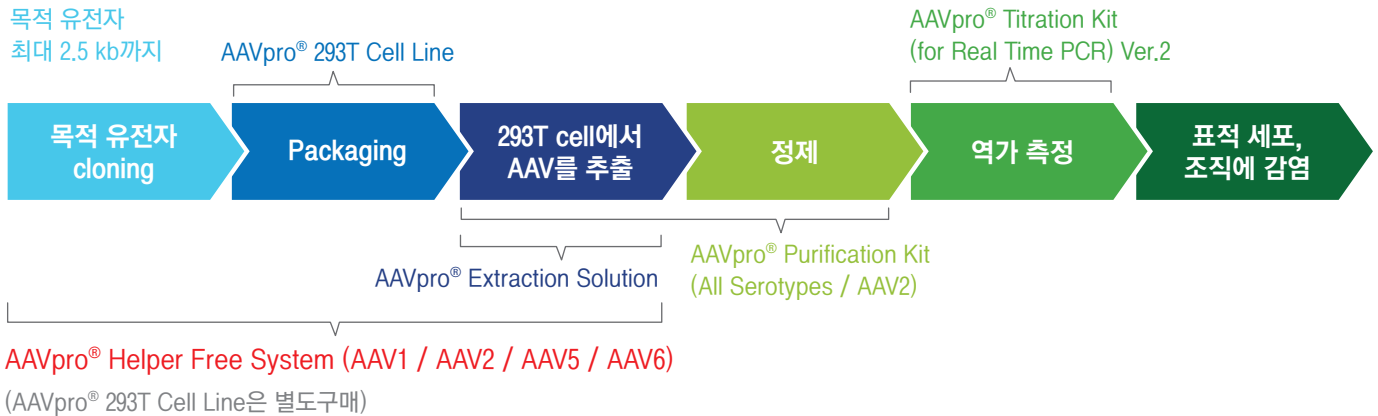 목적 유전자
최대 2.5 kb까지
AAVpro® 293T Cell Line
AAVpro® Titration Kit
(for Real Time PCR) Ver.2
목적 유전자
cloning
Packaging
293T cell에서
AAV를 추출
정제
역가 측정
표적 세포,
조직에 감염
AAVpro® Extraction Solution
AAVpro® Purification Kit
(All Serotypes / AAV2)
AAVpro® Helper Free System (AAV1 / AAV2 / AAV5 / AAV6)
(AAVpro® 293T Cell Line은 별도구매)